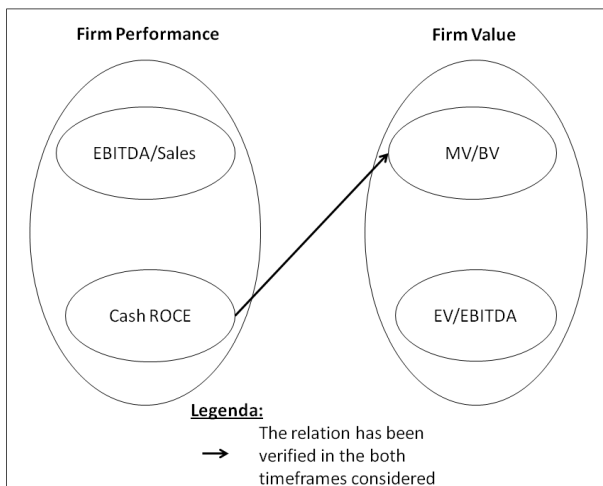 Firm Performance
Firm Value
EBITDA/Sales
MV/BV
Cash ROCE
EV/EBITDA
Legenda:
The relation has been
verified in the both
timeframes considered